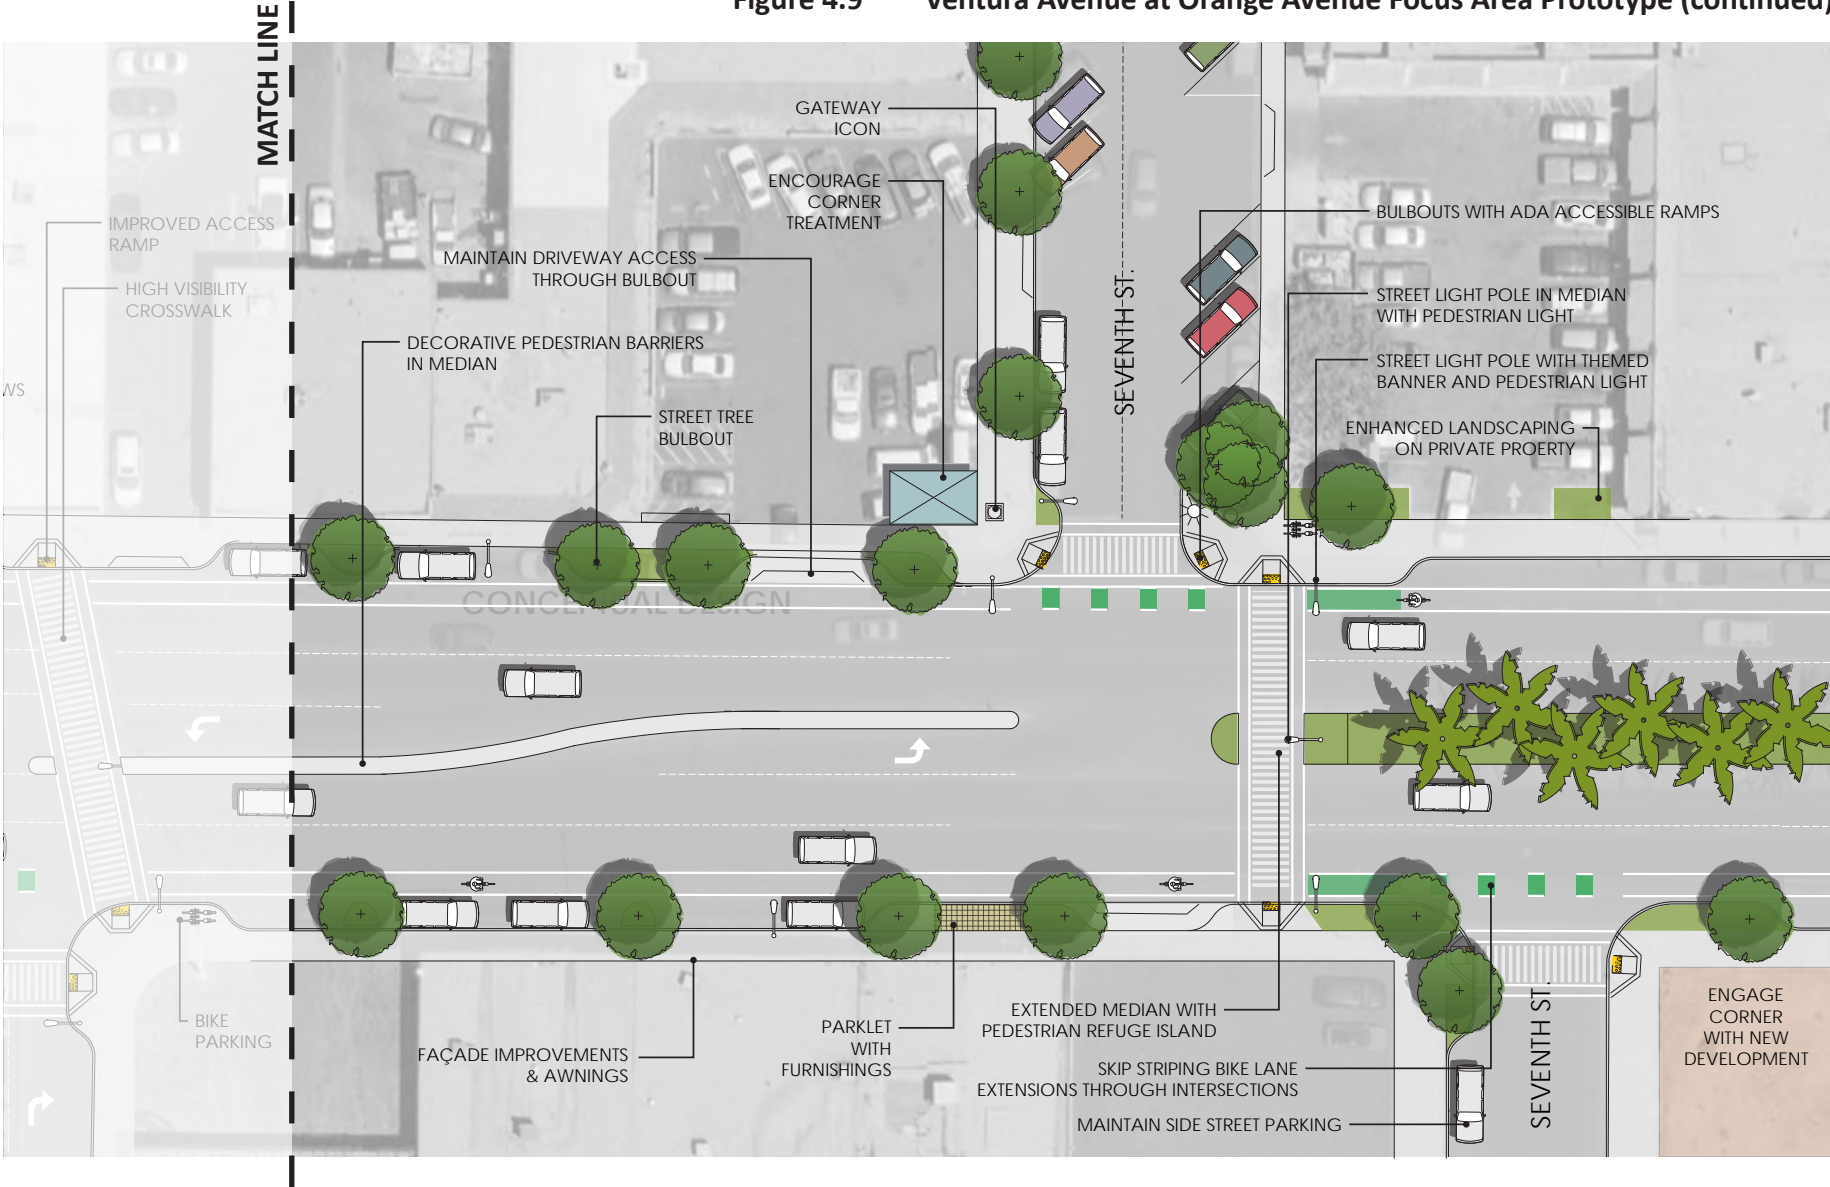 Figure 4.9 Ventura Avenue at Orange Avenue Focus Area Prototype (continued)
MATCH LINE
GATEWAY
ICON
ENCOURAGE
CORNER
TREATMENT
IMPROVED ACCESS
RAMP
MAINTAIN DRIVEWAY ACCESS
THROUGH BULBOUT
HIGH VISIBILITY
CROSSWALK
DECORATIVE PEDESTRIAN BARRIERS
IN MEDIAN
WS
STREET TREE
BULBOUT
SEVENTH ST.
BULBOUTS WITH ADA ACCESSIBLE RAMPS
STREET LIGHT POLE IN MEDIAN
WITH PEDESTRIAN LIGHT
STREET LIGHT POLE WITH THEMED
BANNER AND PEDESTRIAN LIGHT
ENHANCED LANDSCAPING
ON PRIVATE PROERTY
CONCEPTUAL DESIGN
BIKE
PARKING
FAÇADE IMPROVEMENTS
& AWNINGS
PARKLET
WITH
FURNISHINGS
EXTENDED MEDIAN WITH
PEDESTRIAN REFUGE ISLAND
SKIP STRIPING BIKE LANE
EXTENSIONS THROUGH INTERSECTIONS
MAINTAIN SIDE STREET PARKING
SEVENTH ST.
ENGAGE
CORNER
WITH NEW
DEVELOPMENT